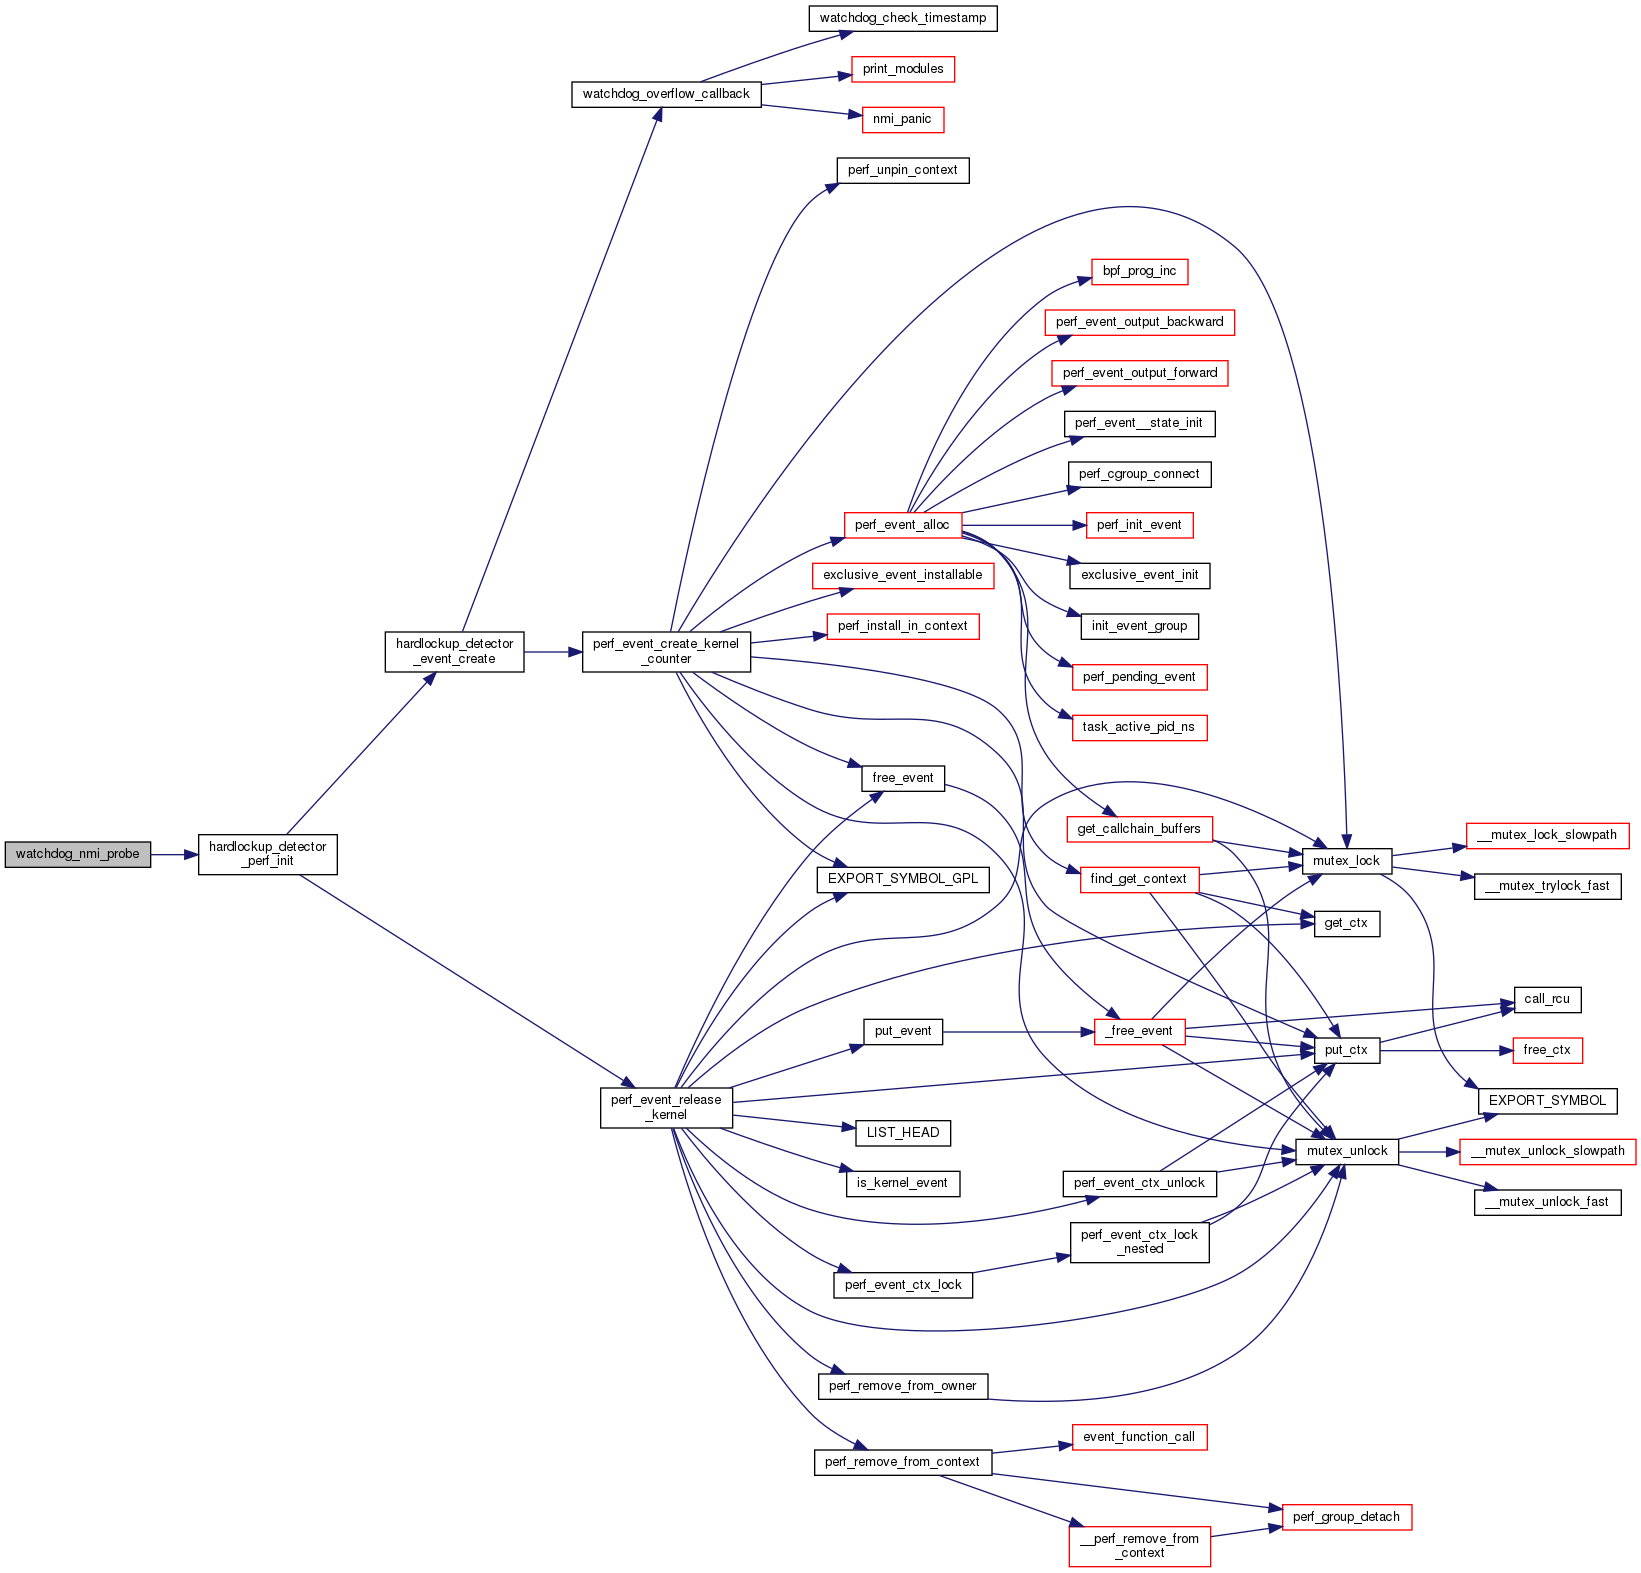 watchdog_check_timestamp
print_modules
watchdog_overflow_callback
nmi_panic
perf_unpin_context
bpf_prog_inc
perf_event_output_backward
perf_event_output_forward
perf_event__state_init
perf_cgroup_connect
perf_event_alloc
perf_init_event
exclusive_event_installable
exclusive_event_init
perf_install_in_context
init_event_group
hardlockup_detector
_event_create
perf_event_create_kernel
_counter
perf_pending_event
task_active_pid_ns
free_event
get_callchain_buffers
__mutex_lock_slowpath
watchdog_nmi_probe
hardlockup_detector
_perf_init
mutex_lock
EXPORT_SYMBOL_GPL
find_get_context
__mutex_trylock_fast
get_ctx
call_rcu
put_event
_free_event
put_ctx
free_ctx
perf_event_release
_kernel
EXPORT_SYMBOL
LIST_HEAD
mutex_unlock
__mutex_unlock_slowpath
is_kernel_event
perf_event_ctx_unlock
__mutex_unlock_fast
perf_event_ctx_lock
_nested
perf_event_ctx_lock
perf_remove_from_owner
event_function_call
perf_remove_from_context
perf_group_detach
__perf_remove_from
_context